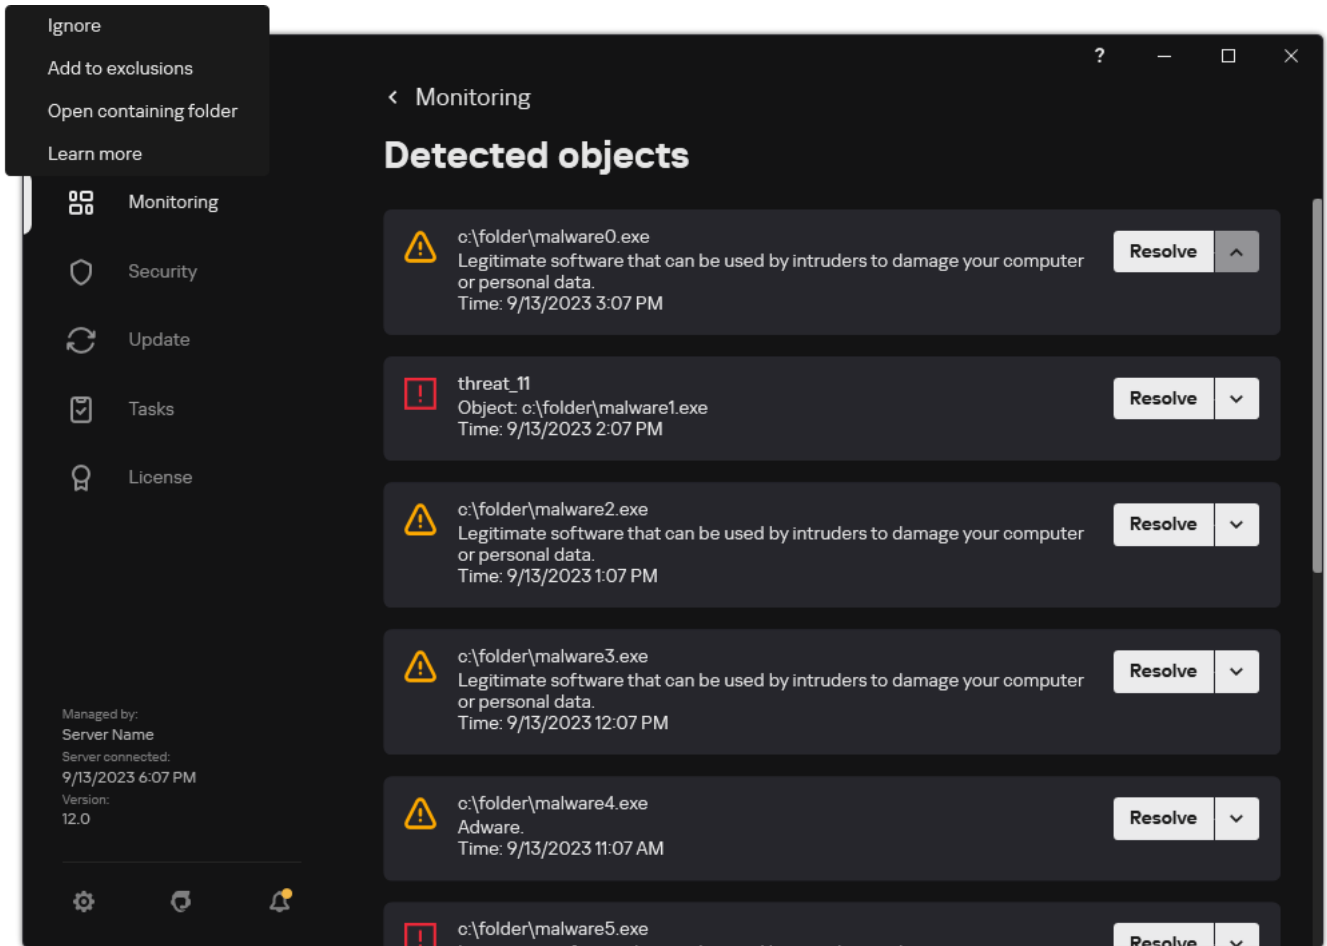 Ignore
Add to exclusions
Open containing folder
Learn more
?
Monitoring
Detected objects
Monitoring
Security
Update
Tasks
License
c:\folder\malware0.exe
Legitimate software that can be used by intruders to damage your computer
or personal data.
Time: 9/13/2023 3:07 PM
Resolve
threat_11
Object: c:\folder\malware1.exe
Time: 9/13/2023 2:07 PM
Resolve
c:\folder\malware2.exe
Legitimate software that can be used by intruders to damage your computer
or personal data.
Time: 9/13/2023 1:07 PM
Resolve
c:\folder\malware3.exe
Legitimate software that can be used by intruders to damage your computer
or personal data.
Time: 9/13/2023 12:07 PM
Resolve
c:\folder\malware4.exe
Adware.
Time: 9/13/2023 11:07 AM
Resolve
c:\folder\malware5.exe
Resolve
Managed by:
Server Name
Server connected:
9/13/2023 6:07 PM
Version:
12.0